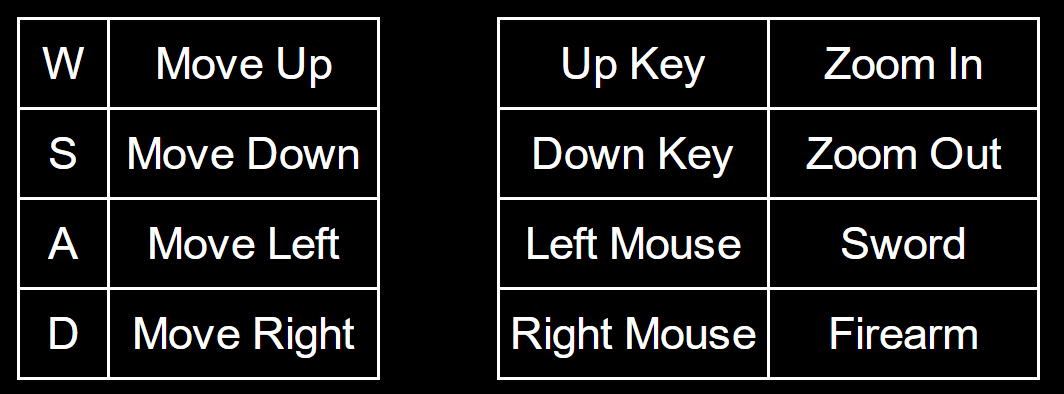 W Move Up
S Move Down
A Move Left
D Move Right
Up Key Zoom In
Down Key Zoom Out
Left Mouse Sword
Right Mouse Firearm